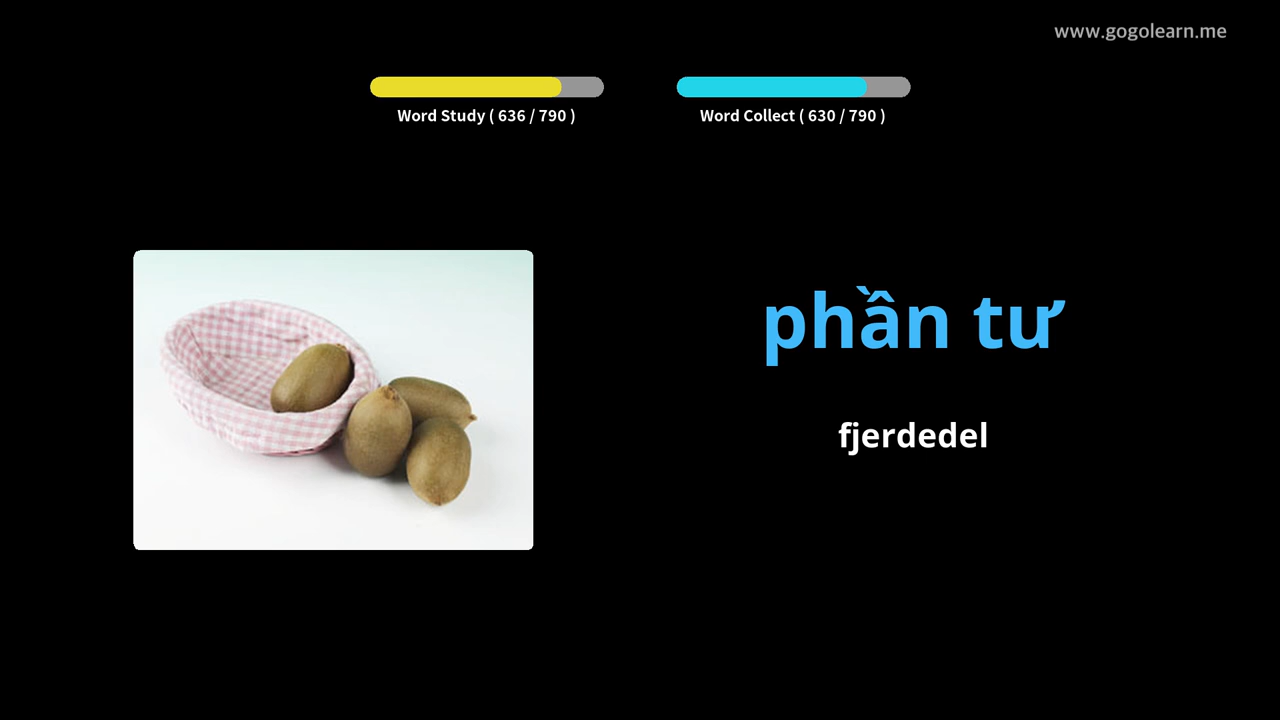 www.gogolearn.me
Word Study ( 636 / 790 )
Word Collect ( 630 / 790 )
phần tư
fjerdedel